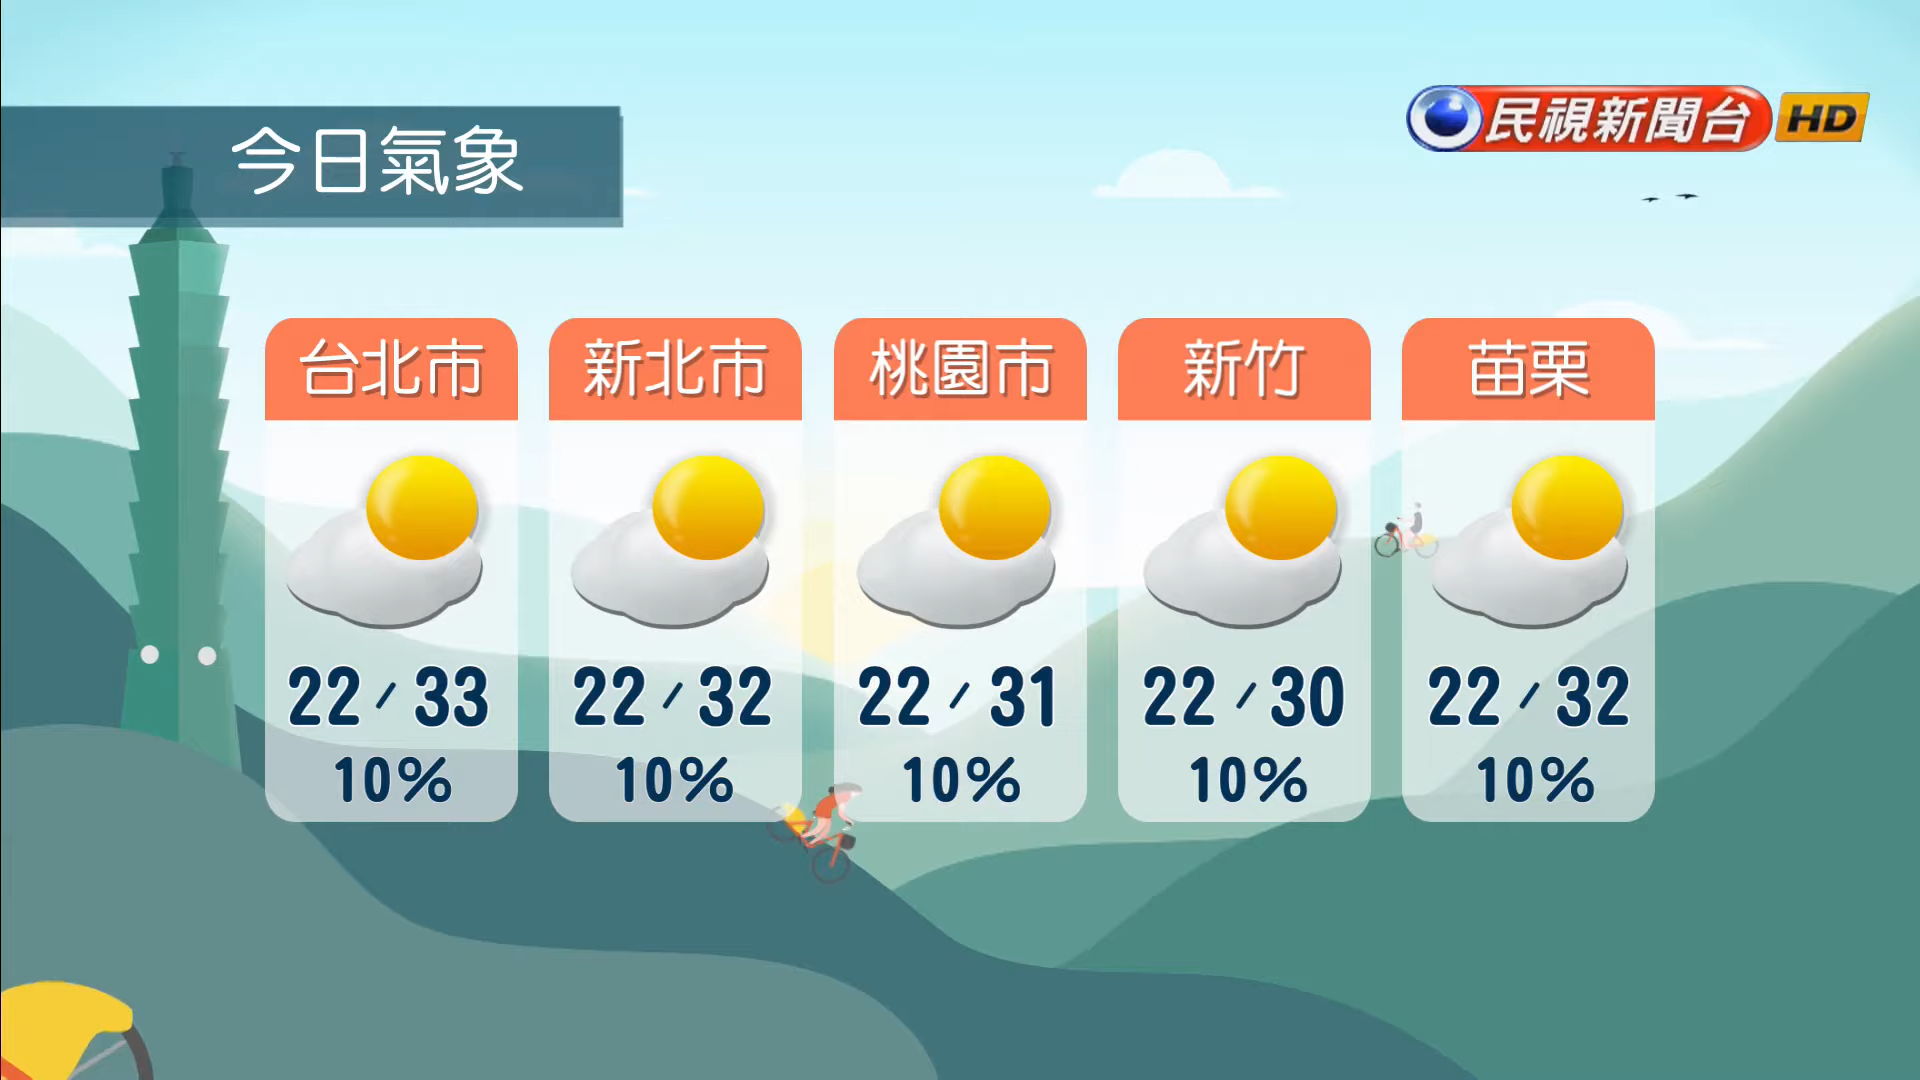 今日氣象
民視新聞台 HD
台北市 新北市 桃園市 新竹 苗栗
22/33 22/32 22/31 22/30 22/32
10% 10% 10% 10% 10%